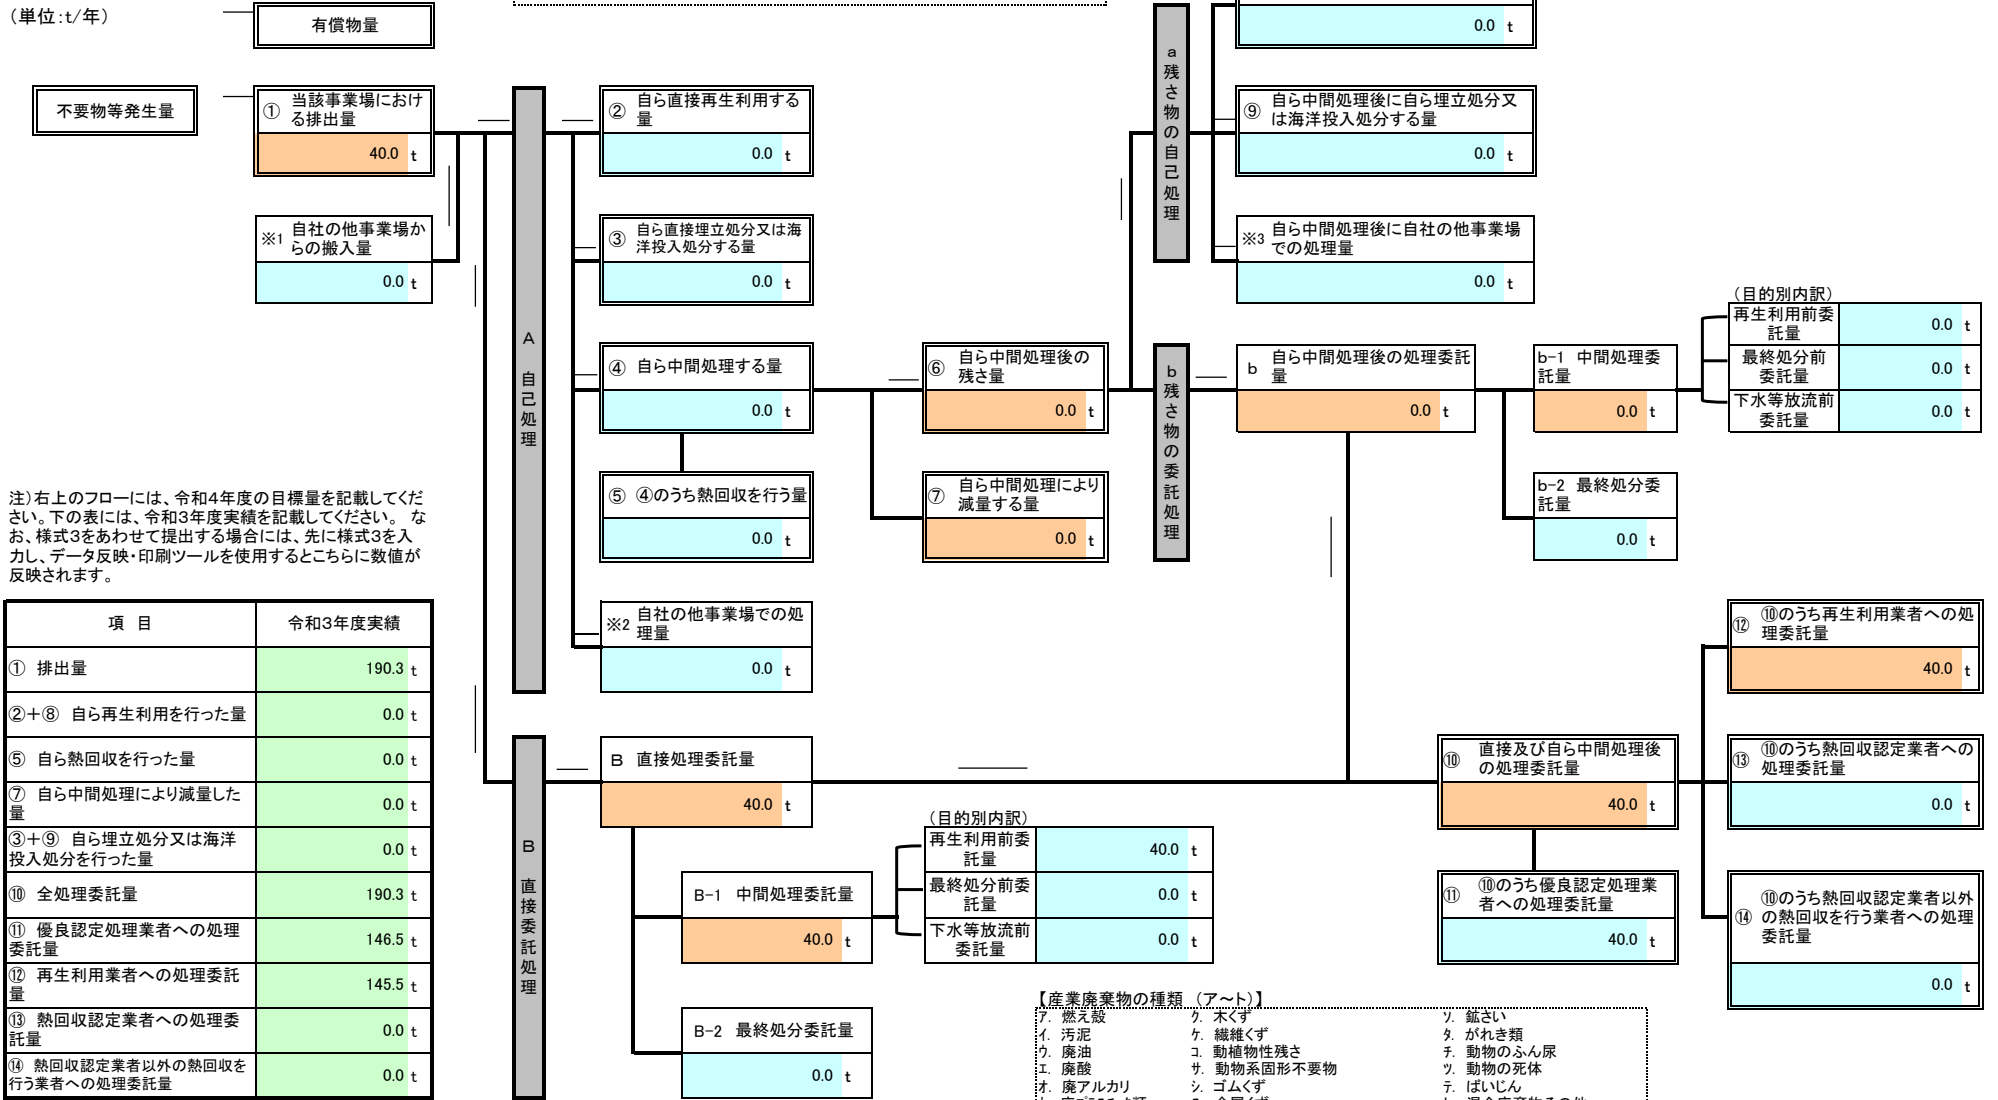 （単位：t/年）
有償物量
不要物等発生量
① 当該事業場におけ
る排出量
40.0 t
※1 自社の他事業場か
らの搬入量
0.0 t
A 自己処理
② 自ら直接再生利用する
量
0.0 t
③ 自ら直接埋立処分又は海
洋投入処分する量
0.0 t
④ 自ら中間処理する量
0.0 t
⑤ ④のうち熱回収を行う量
0.0 t
※2 自社の他事業場での処
理量
0.0 t
⑥ 自ら中間処理後の
残さ量
0.0 t
⑦ 自ら中間処理により
減量する量
0.0 t
a 残さ物の自己処理
0.0 t
⑨ 自ら中間処理後に自ら埋立処分又
は海洋投入処分する量
0.0 t
※3 自ら中間処理後に自社の他事業場
での処理量
0.0 t
b 残さ物の委託処理
b 自ら中間処理後の処理委託
量
0.0 t
b-1 中間処理委
託量
0.0 t
b-2 最終処分委
託量
0.0 t
（目的別内訳）
再生利用前委
託量
0.0 t
最終処分前
委託量
0.0 t
下水等放流前
委託量
0.0 t
注）右上のフローには、令和4年度の目標量を記載してくだ
さい。下の表には、令和3年度実績を記載してください。 な
お、様式3をあわせて提出する場合には、先に様式3を入
力し、データ反映・印刷ツールを使用するとこちらに数値が
反映されます。
項 目 令和3年度実績
① 排出量 190.3 t
②＋⑧ 自ら再生利用を行った量 0.0 t
⑤ 自ら熱回収を行った量 0.0 t
⑦ 自ら中間処理により減量した
量 0.0 t
③＋⑨ 自ら埋立処分又は海洋
投入処分を行った量 0.0 t
⑩ 全処理委託量 190.3 t
⑪ 優良認定処理業者への処理
委託量 146.5 t
⑫ 再生利用業者への処理委託
量 145.5 t
⑬ 熱回収認定業者への処理委
託量 0.0 t
⑭ 熱回収認定業者以外の熱回収を
行う業者への処理委託量 0.0 t
B 直接委託処理
B 直接処理委託量
40.0 t
B-1 中間処理委託量
40.0 t
B-2 最終処分委託量
0.0 t
（目的別内訳）
再生利用前委
託量
40.0 t
最終処分前委
託量
0.0 t
下水等放流前
委託量
0.0 t
⑩ 直接及び自ら中間処理後
の処理委託量
40.0 t
⑪ ⑩のうち優良認定処理業
者への処理委託量
40.0 t
⑫ ⑩のうち再生利用業者への処
理委託量
40.0 t
⑬ ⑩のうち熱回収認定業者への
処理委託量
0.0 t
⑭ ⑩のうち熱回収認定業者以外
の熱回収を行う業者への処理
委託量
0.0 t
【産業廃棄物の種類 （ア～ト）】
ア. 燃え殻 ク. 木くず ソ. 鉱さい
イ. 汚泥 ケ. 繊維くず タ. がれき類
ウ. 廃油 コ. 動植物性残さ チ. 動物のふん尿
エ. 廃酸 サ. 動物系固形不要物 ツ. 動物の死体
オ. 廃アルカリ シ. ゴムくず テ. ばいじん